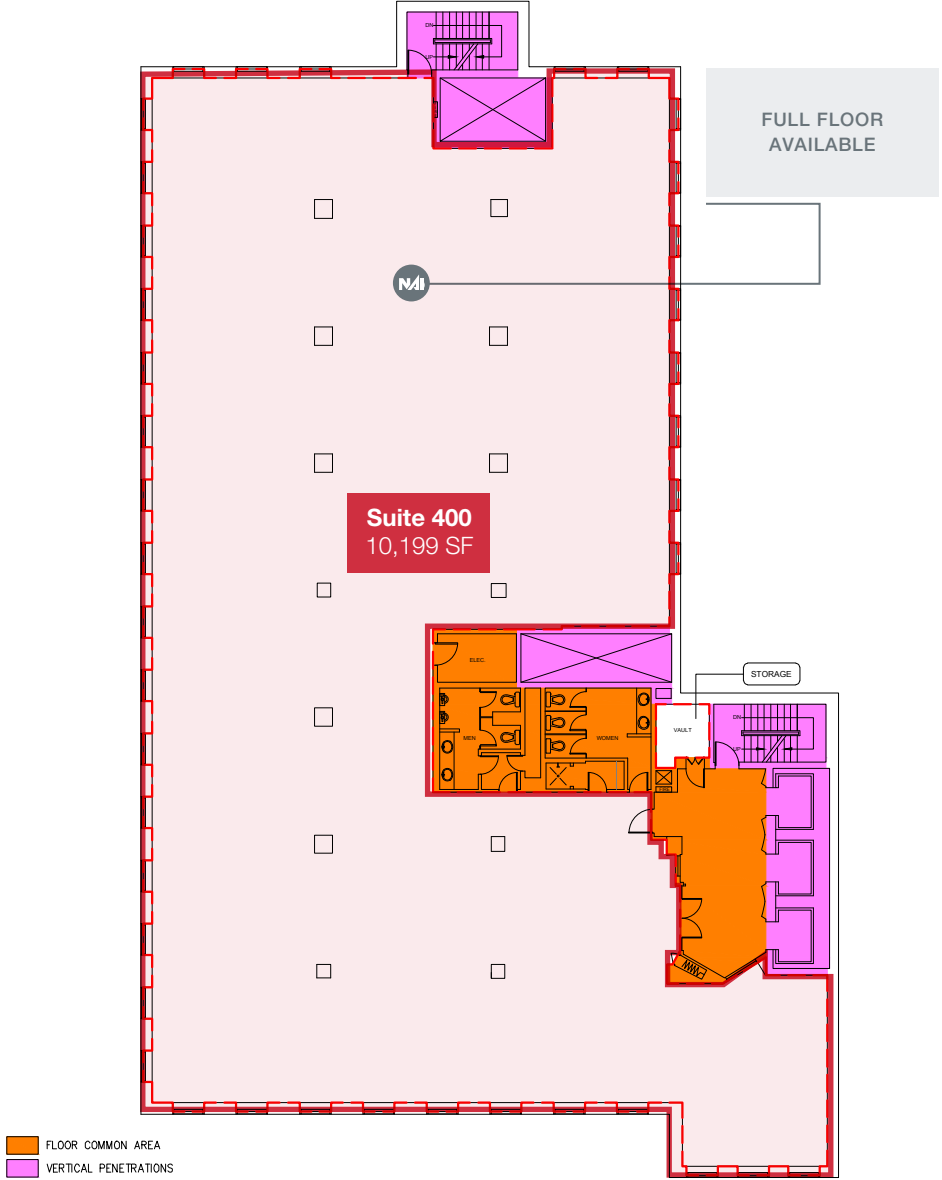 DN
UP
FULL FLOOR
AVAILABLE
NAI
Suite 400
10,199 SF
ELEC.
STORAGE
MEN
WOMEN
VAULT
DN
UP
FLOOR COMMON AREA
VERTICAL PENETRATIONS